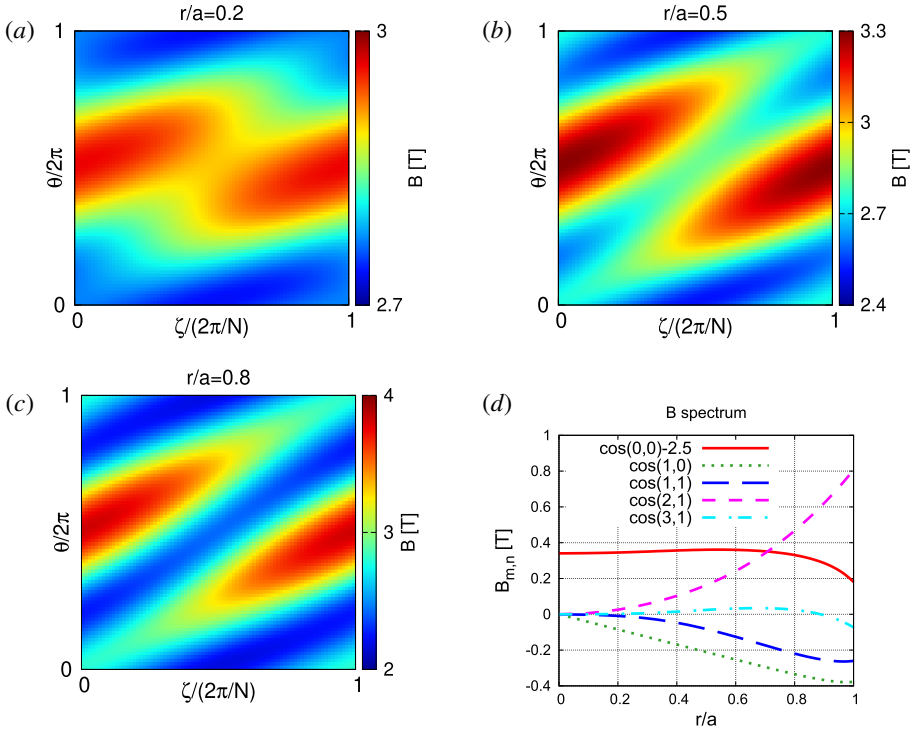 (a)
r/a=0.2
1
θ/2π
0
0
ζ/(2π/N)
1
3
B [T]
2.7
(b)
r/a=0.5
1
θ/2π
0
0
ζ/(2π/N)
1
3.3
3
2.7
2.4
B [T]
(c)
r/a=0.8
1
θ/2π
0
0
ζ/(2π/N)
1
4
3
2
B [T]
(d)
B spectrum
cos(0,0)-2.5
cos(1,0)
cos(1,1)
cos(2,1)
cos(3,1)
1
0.8
0.6
0.4
0.2
0
-0.2
-0.4
Bm,n [T]
0
0.2
0.4
0.6
0.8
1
r/a